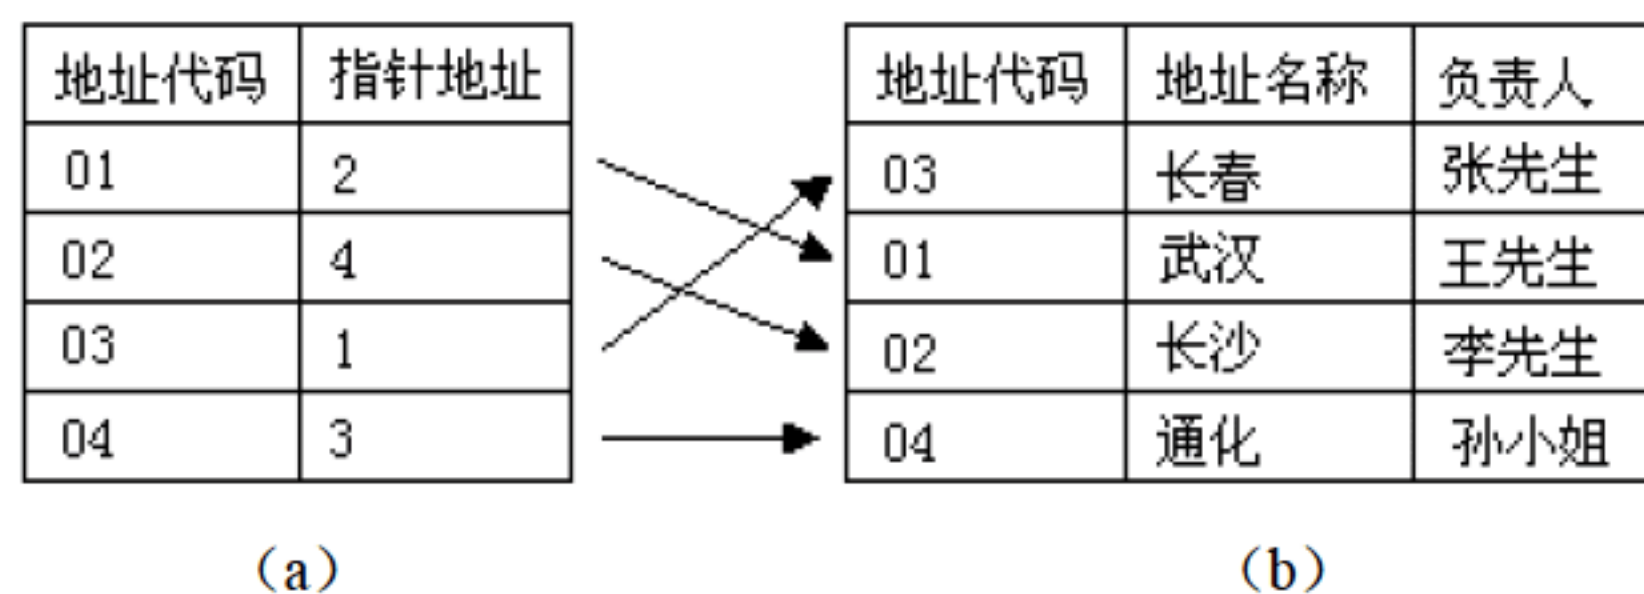 地址代码 指针地址
01 2
02 4
03 1
04 3
(a)
地址代码 地址名称 负责人
03 长春 张先生
01 武汉 王先生
02 长沙 李先生
04 通化 孙小姐
(b)